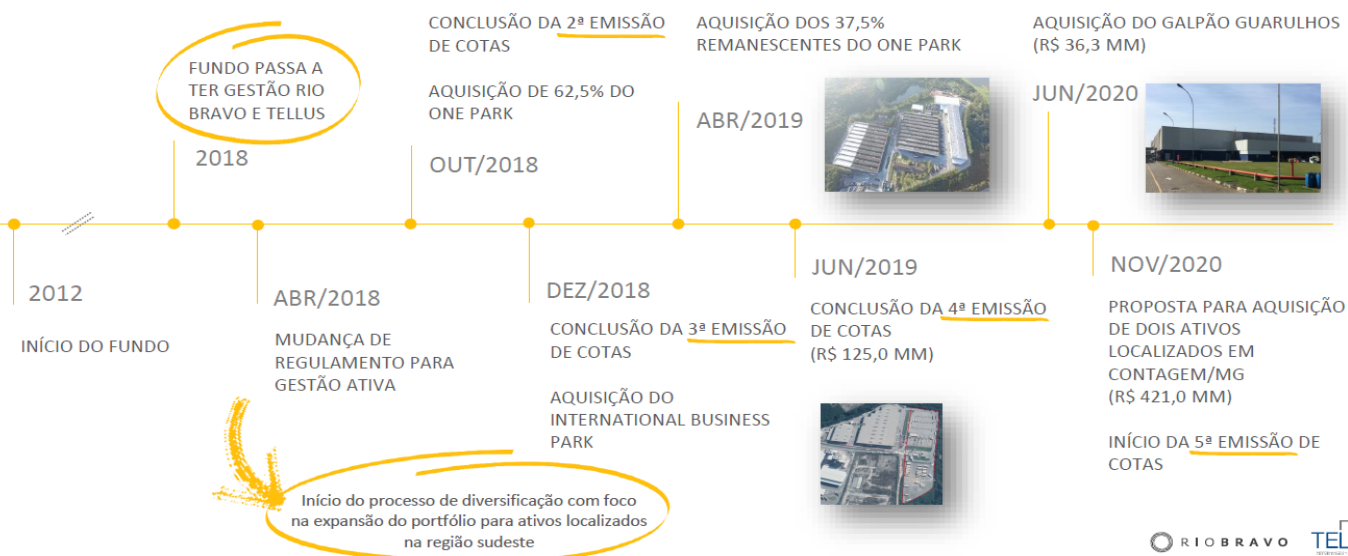 FUNDO PASSA A
TER GESTÃO RIO
BRAVO E TELLUS
2018
CONCLUSÃO DA 2ª EMISSÃO
DE COTAS
AQUISIÇÃO DE 62,5% DO
ONE PARK
OUT/2018
AQUISIÇÃO DOS 37,5%
REMANESCENTES DO ONE PARK
ABR/2019
AQUISIÇÃO DO GALPÃO GUARULHOS
(R$ 36,3 MM)
JUN/2020
2012
INÍCIO DO FUNDO
ABR/2018
MUDANÇA DE
REGULAMENTO PARA
GESTÃO ATIVA
Início do processo de diversificação com foco
na expansão do portfólio para ativos localizados
na região sudeste
DEZ/2018
CONCLUSÃO DA 3ª EMISSÃO
DE COTAS
AQUISIÇÃO DO
INTERNATIONAL BUSINESS
PARK
JUN/2019
CONCLUSÃO DA 4ª EMISSÃO
DE COTAS
(R$ 125,0 MM)
NOV/2020
PROPOSTA PARA AQUISIÇÃO
DE DOIS ATIVOS
LOCALIZADOS EM
CONTAGEM/MG
(R$ 421,0 MM)
INÍCIO DA 5ª EMISSÃO DE
COTAS
RIOBRAVO